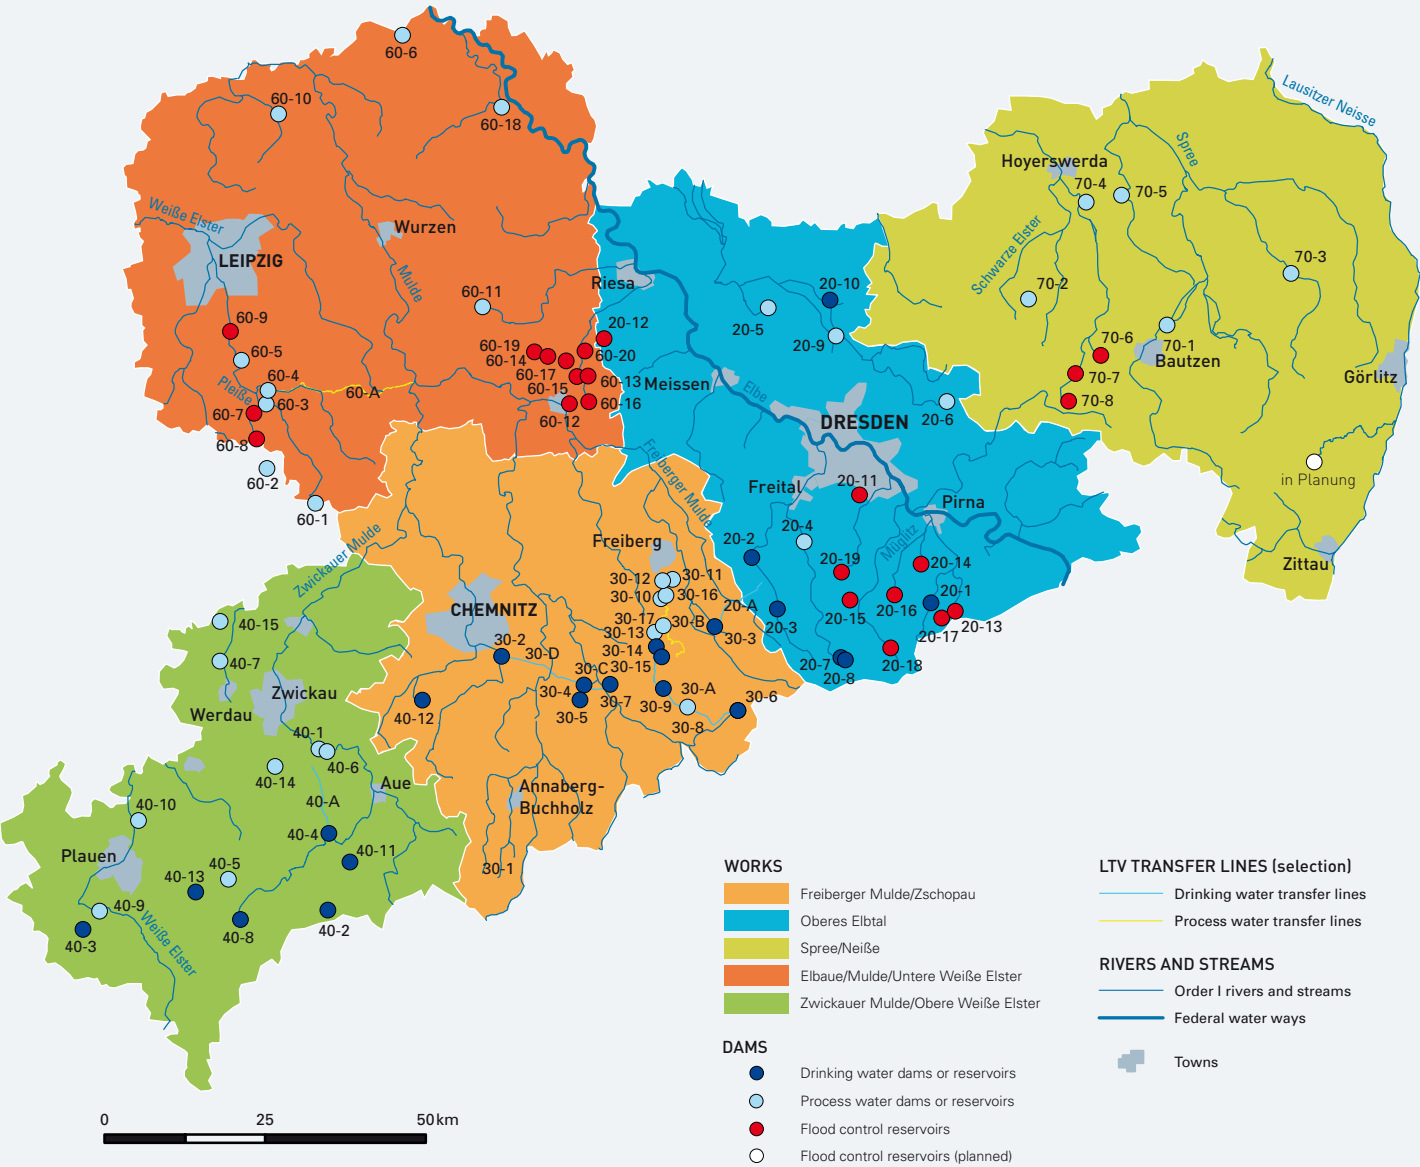 60-6
60-10
60-18
Weiße Elster
LEIPZIG
Wurzen
Mulde
60-11
60-9
60-5
60-4
Pleiße
60-3
60-A
60-7
60-8
60-2
60-1
60-19
60-14
60-17
60-15
60-12
60-20
60-13
60-16
20-12
Riesa
Meissen
Elbe
20-5
20-10
20-9
20-6
DRESDEN
20-11
Freital
Pirna
Freiberger Mulde
Müglitz
20-2
20-4
20-19
20-14
20-1
20-A
20-3
20-15
20-16
20-17
20-13
20-7
20-8
20-18
Lausitzer Neisse
Spree
Hoyerswerda
70-4
70-5
Schwarze Elster
70-2
70-3
70-1
Bautzen
70-6
70-7
70-8
Görlitz
in Planung
Zittau
Zwickauer Mulde
Freiberg
30-12
30-11
30-10
30-16
30-17
30-B
30-13
30-14
30-15
30-3
CHEMNITZ
30-2
30-D
30-C
30-4
30-5
30-7
30-9
30-A
30-8
30-6
40-12
Annaberg-
Buchholz
30-1
40-15
40-7
Zwickau
Werdau
40-1
40-6
40-14
40-A
Aue
40-10
40-4
40-11
Plauen
40-13
40-5
40-9
40-3
40-8
40-2
Weiße Elster
WORKS
Freiberger Mulde/Zschopau
Oberes Elbtal
Spree/Neiße
Elbaue/Mulde/Untere Weiße Elster
Zwickauer Mulde/Obere Weiße Elster
DAMS
Drinking water dams or reservoirs
Process water dams or reservoirs
Flood control reservoirs
Flood control reservoirs (planned)
LTV TRANSFER LINES (selection)
Drinking water transfer lines
Process water transfer lines
RIVERS AND STREAMS
Order I rivers and streams
Federal water ways
Towns
0 25 50 km